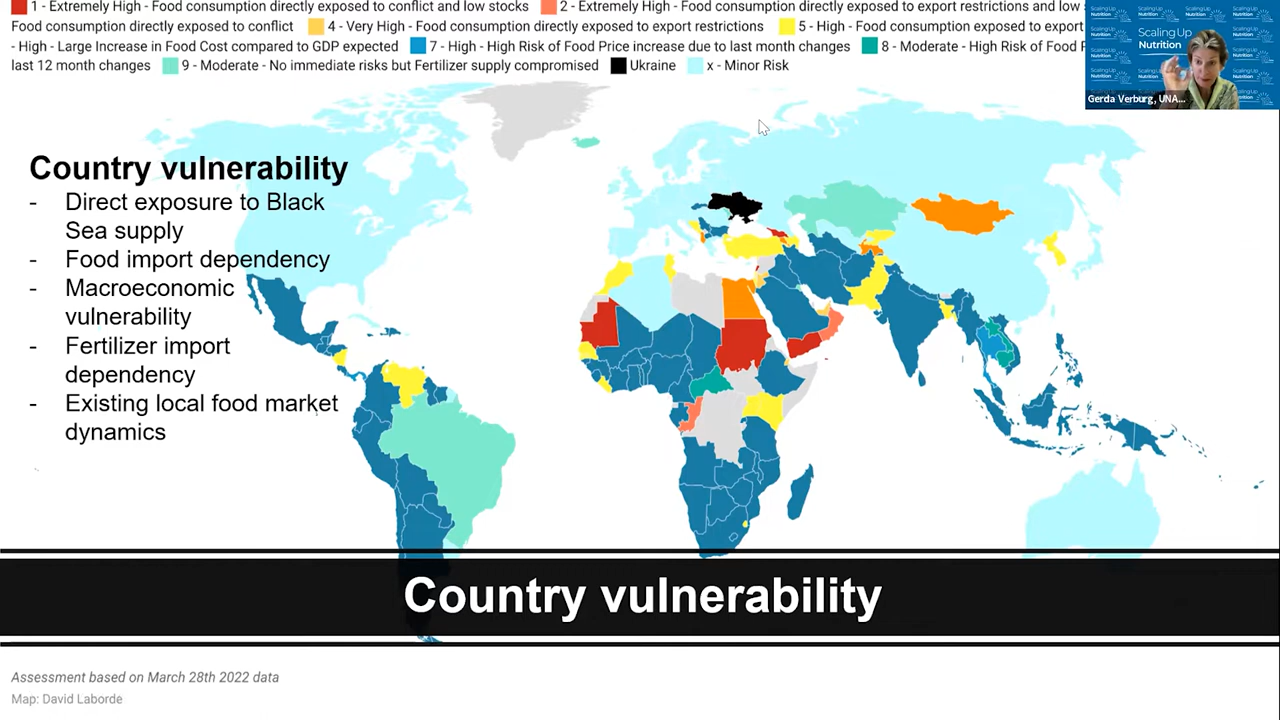 1 - Extremely High - Food consumption directly exposed to conflict and low stocks 2 - Extremely High - Food consumption directly exposed to export restrictions and low
Food consumption directly exposed to conflict 4 - Very High - Food consumption directly exposed to export restrictions 5 - High - Food consumptions exposed to export
- High - Large Increase in Food Cost compared to GDP expected 7 - High - High Risk of Food Price increase due to last month changes 8 - Moderate - High Risk of Food
last 12 month changes 9 - Moderate - No immediate risks but Fertilizer supply compromised Ukraine x - Minor Risk
Scaling Up
Nutrition
Gerda Verburg, UNA...
Country vulnerability
- Direct exposure to Black
Sea supply
- Food import dependency
- Macroeconomic
vulnerability
- Fertilizer import
dependency
- Existing local food market
dynamics
Country vulnerability
Assessment based on March 28th 2022 data
Map: David Laborde